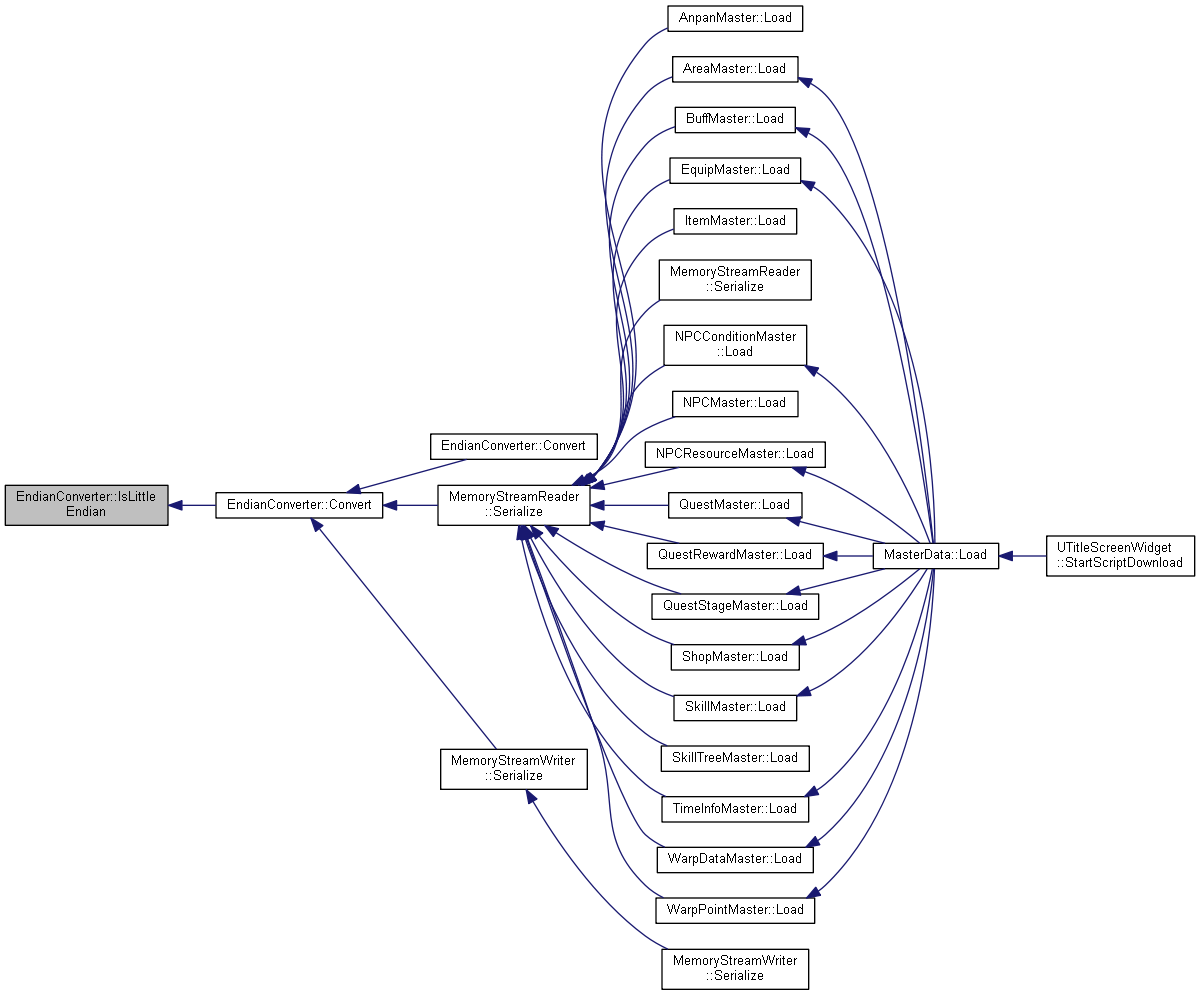 AnpanMaster::Load
AreaMaster::Load
BuffMaster::Load
EquipMaster::Load
ItemMaster::Load
MemoryStreamReader
::Serialize
NPCConditionMaster
::Load
NPCMaster::Load
EndianConverter::Convert
NPCResourceMaster::Load
EndianConverter::IsLittle
Endian
EndianConverter::Convert
MemoryStreamReader
::Serialize
QuestMaster::Load
QuestRewardMaster::Load
MasterData::Load
UTitleScreenWidget
::StartScriptDownload
QuestStageMaster::Load
ShopMaster::Load
SkillMaster::Load
MemoryStreamWriter
::Serialize
SkillTreeMaster::Load
TimeInfoMaster::Load
WarpDataMaster::Load
WarpPointMaster::Load
MemoryStreamWriter
::Serialize